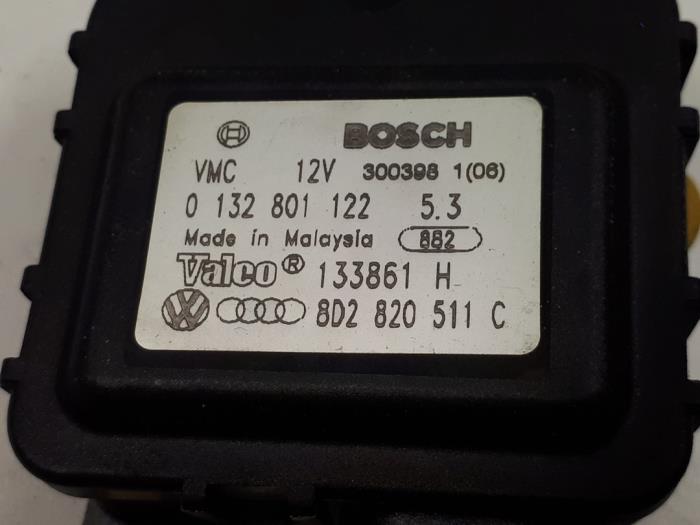 BOSCH
VMC 12V 300398 1(06)
0 132 801 122 5.3
Made in Malaysia 882
Valeo® 133861 H
8D2 820 511 C